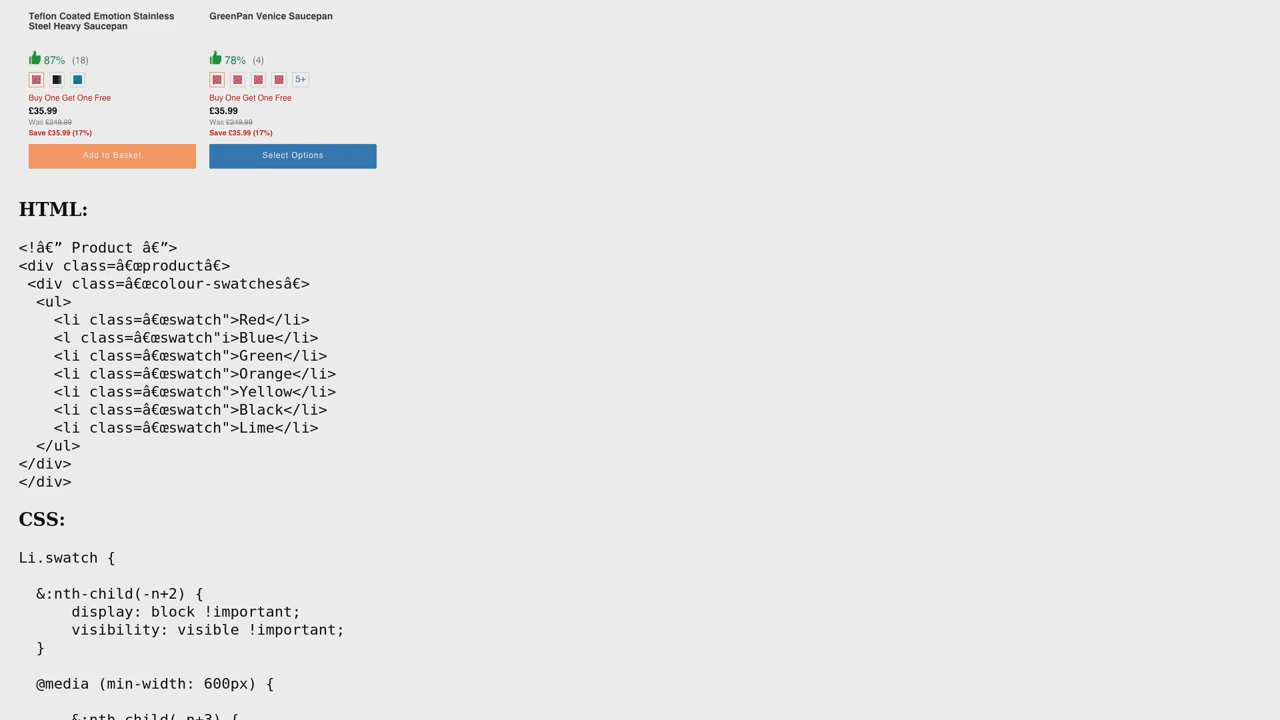 Teflon Coated Emotion Stainless
Steel Heavy Saucepan
87% (18)
Buy One Get One Free
£35.99
Was £249.99
Save £35.99 (17%)
Add to Basket
GreenPan Venice Saucepan
78% (4)
5+
Buy One Get One Free
£35.99
Was £249.99
Save £35.99 (17%)
Select Options
HTML:
<!â€” Product â€”>
<div class=â€œproductâ€>
<div class=â€œcolour-swatchesâ€>
<ul>
<li class=â€œswatch">Red</li>
<l class=â€œswatch"i>Blue</li>
<li class=â€œswatch">Green</li>
<li class=â€œswatch">Orange</li>
<li class=â€œswatch">Yellow</li>
<li class=â€œswatch">Black</li>
<li class=â€œswatch">Lime</li>
</ul>
</div>
</div>
CSS:
Li.swatch {
&:nth-child(-n+2) {
display: block !important;
visibility: visible !important;
}
@media (min-width: 600px) {
&:nth-child(-n+3) {